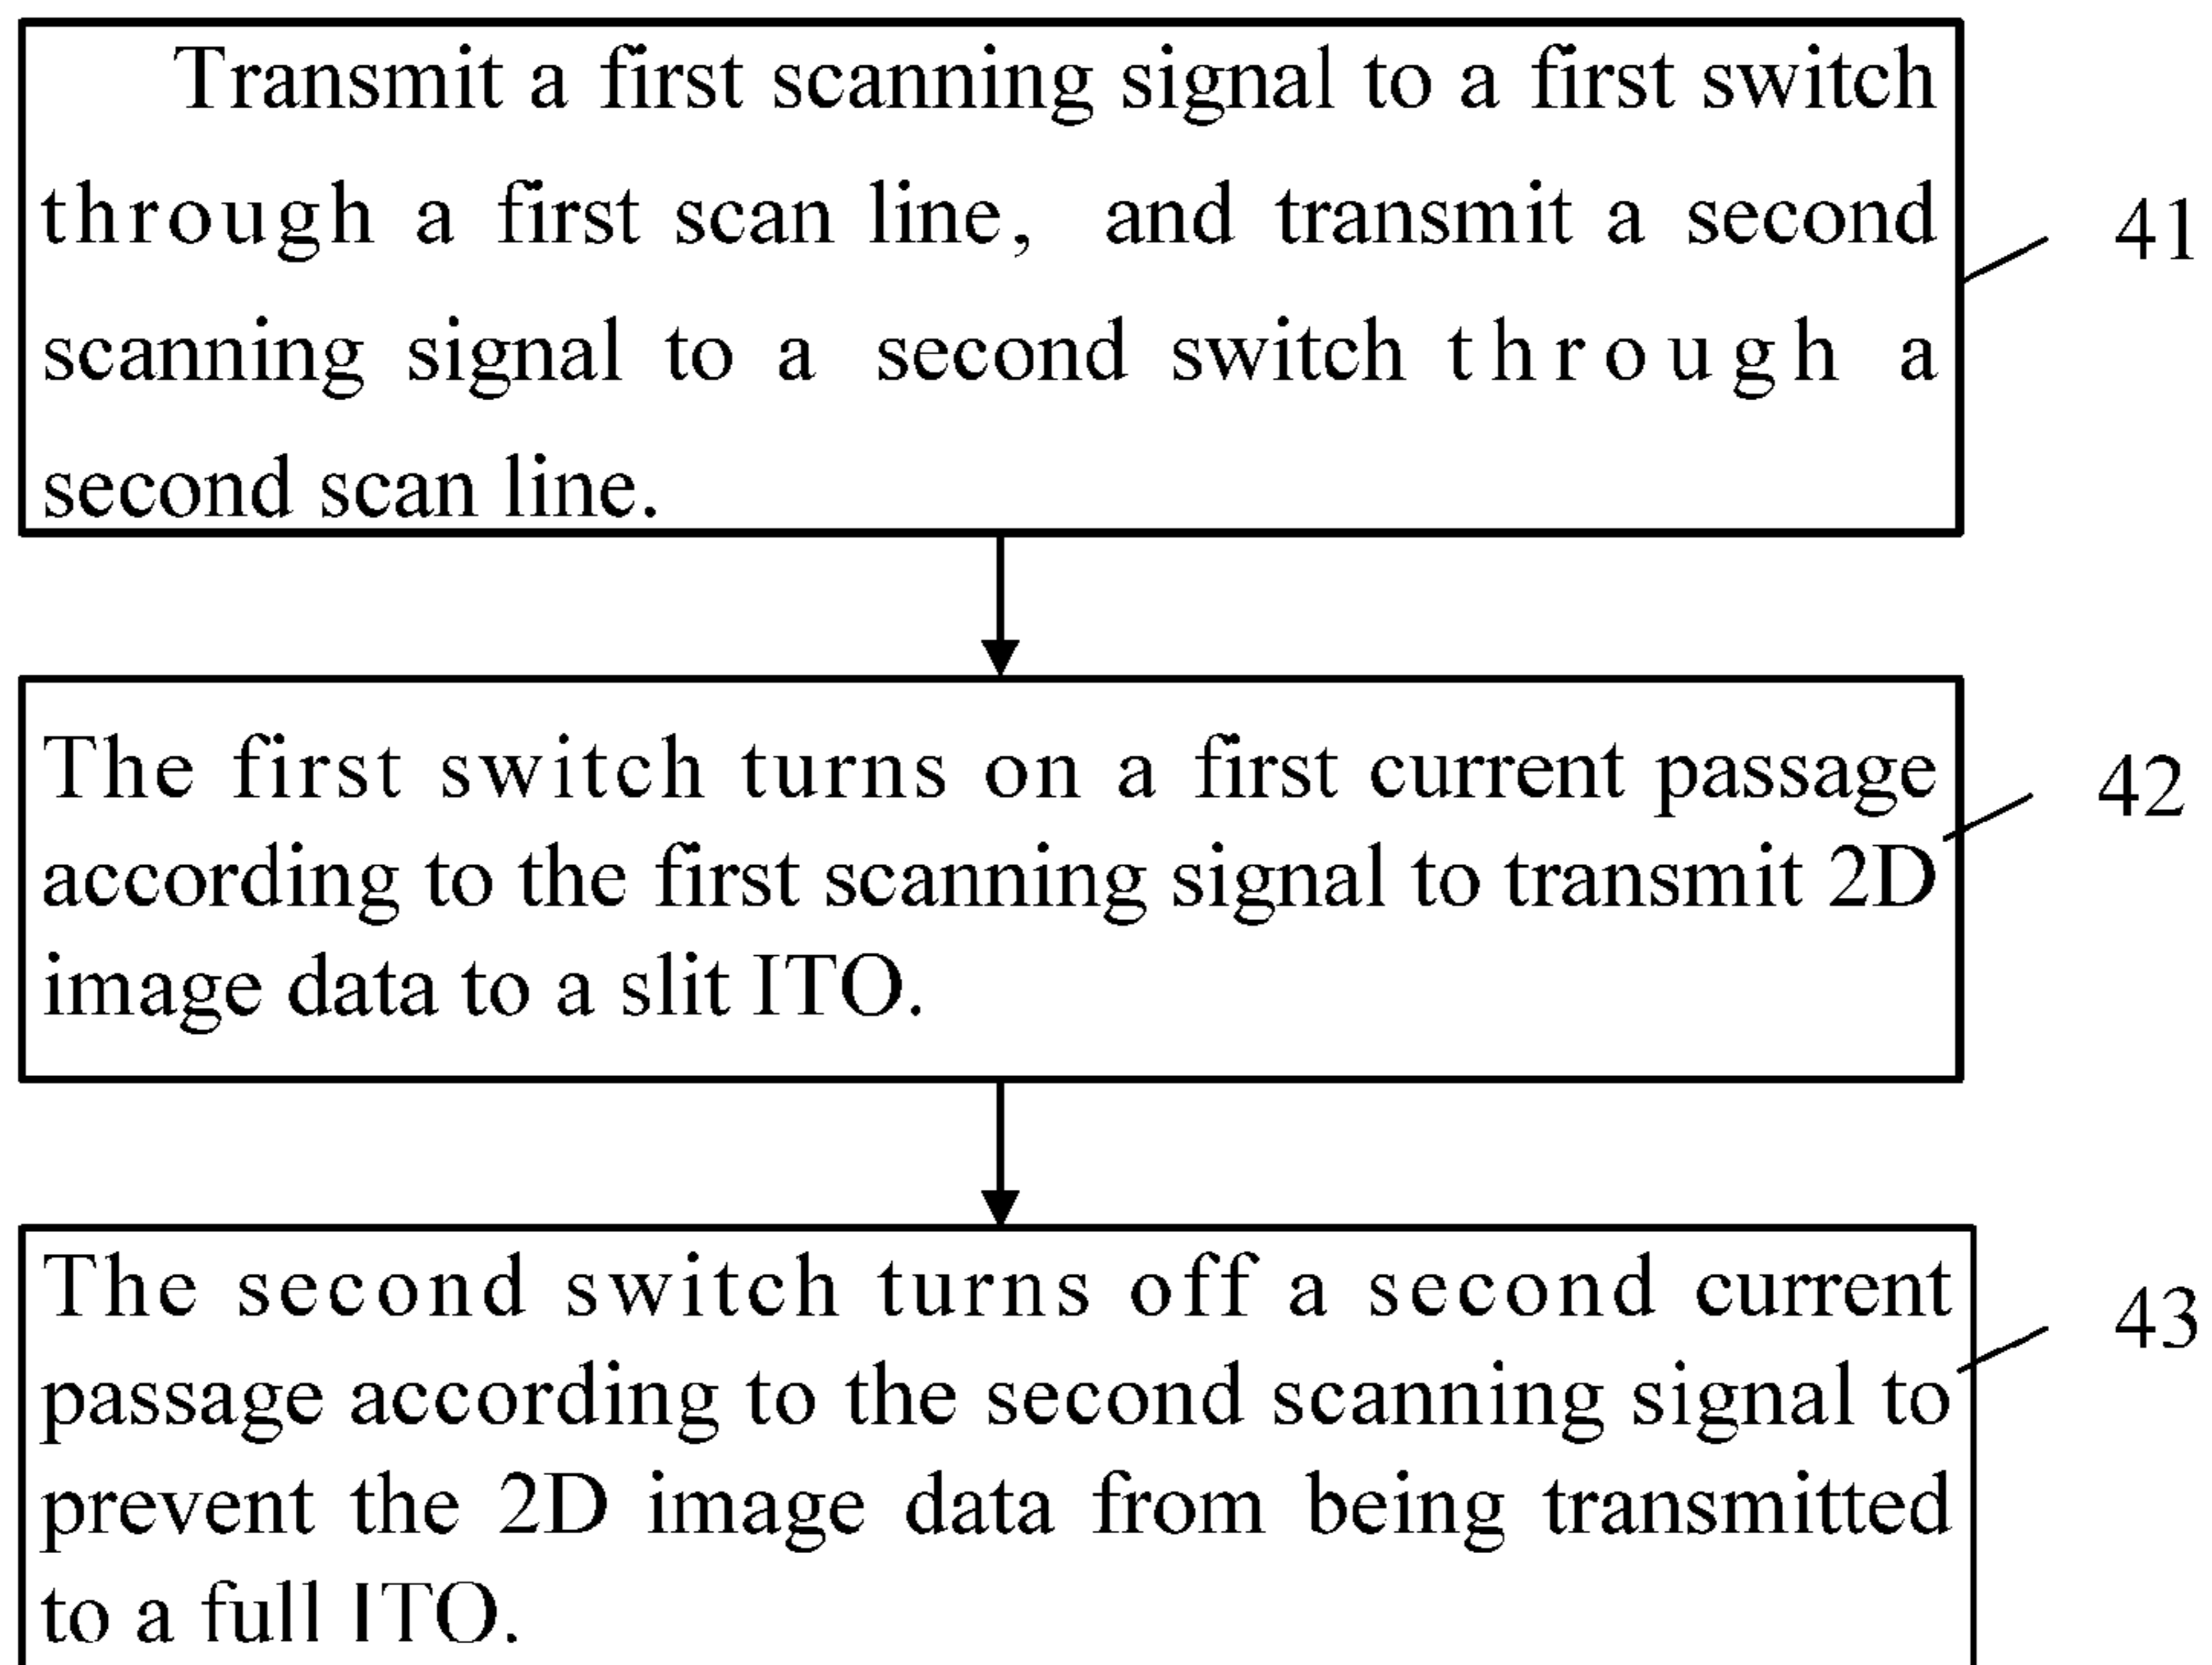 Transmit a first scanning signal to a first switch
through a first scan line, and transmit a second
scanning signal to a second switch through a
second scan line.
41
The first switch turns on a first current passage
according to the first scanning signal to transmit 2D
image data to a slit ITO.
42
The second switch turns off a second current
passage according to the second scanning signal to
prevent the 2D image data from being transmitted
to a full ITO.
43